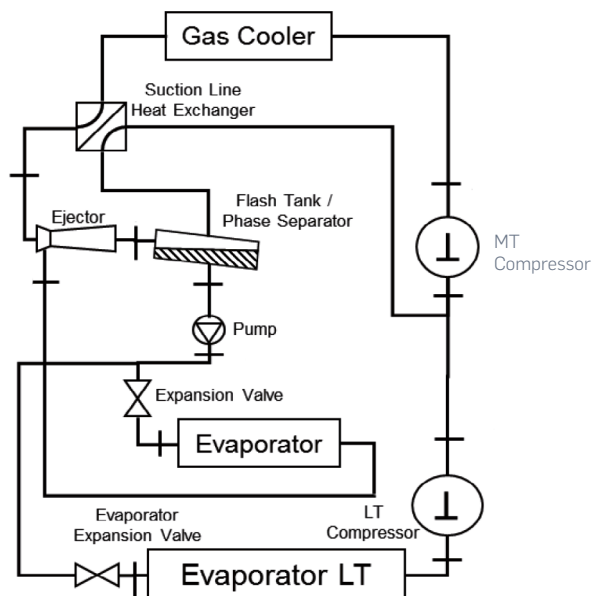 Gas Cooler
Suction Line
Heat Exchanger
Flash Tank /
Phase Separator
Ejector
MT
Compressor
Pump
Expansion Valve
Evaporator
Evaporator
Expansion Valve
LT
Compressor
Evaporator LT